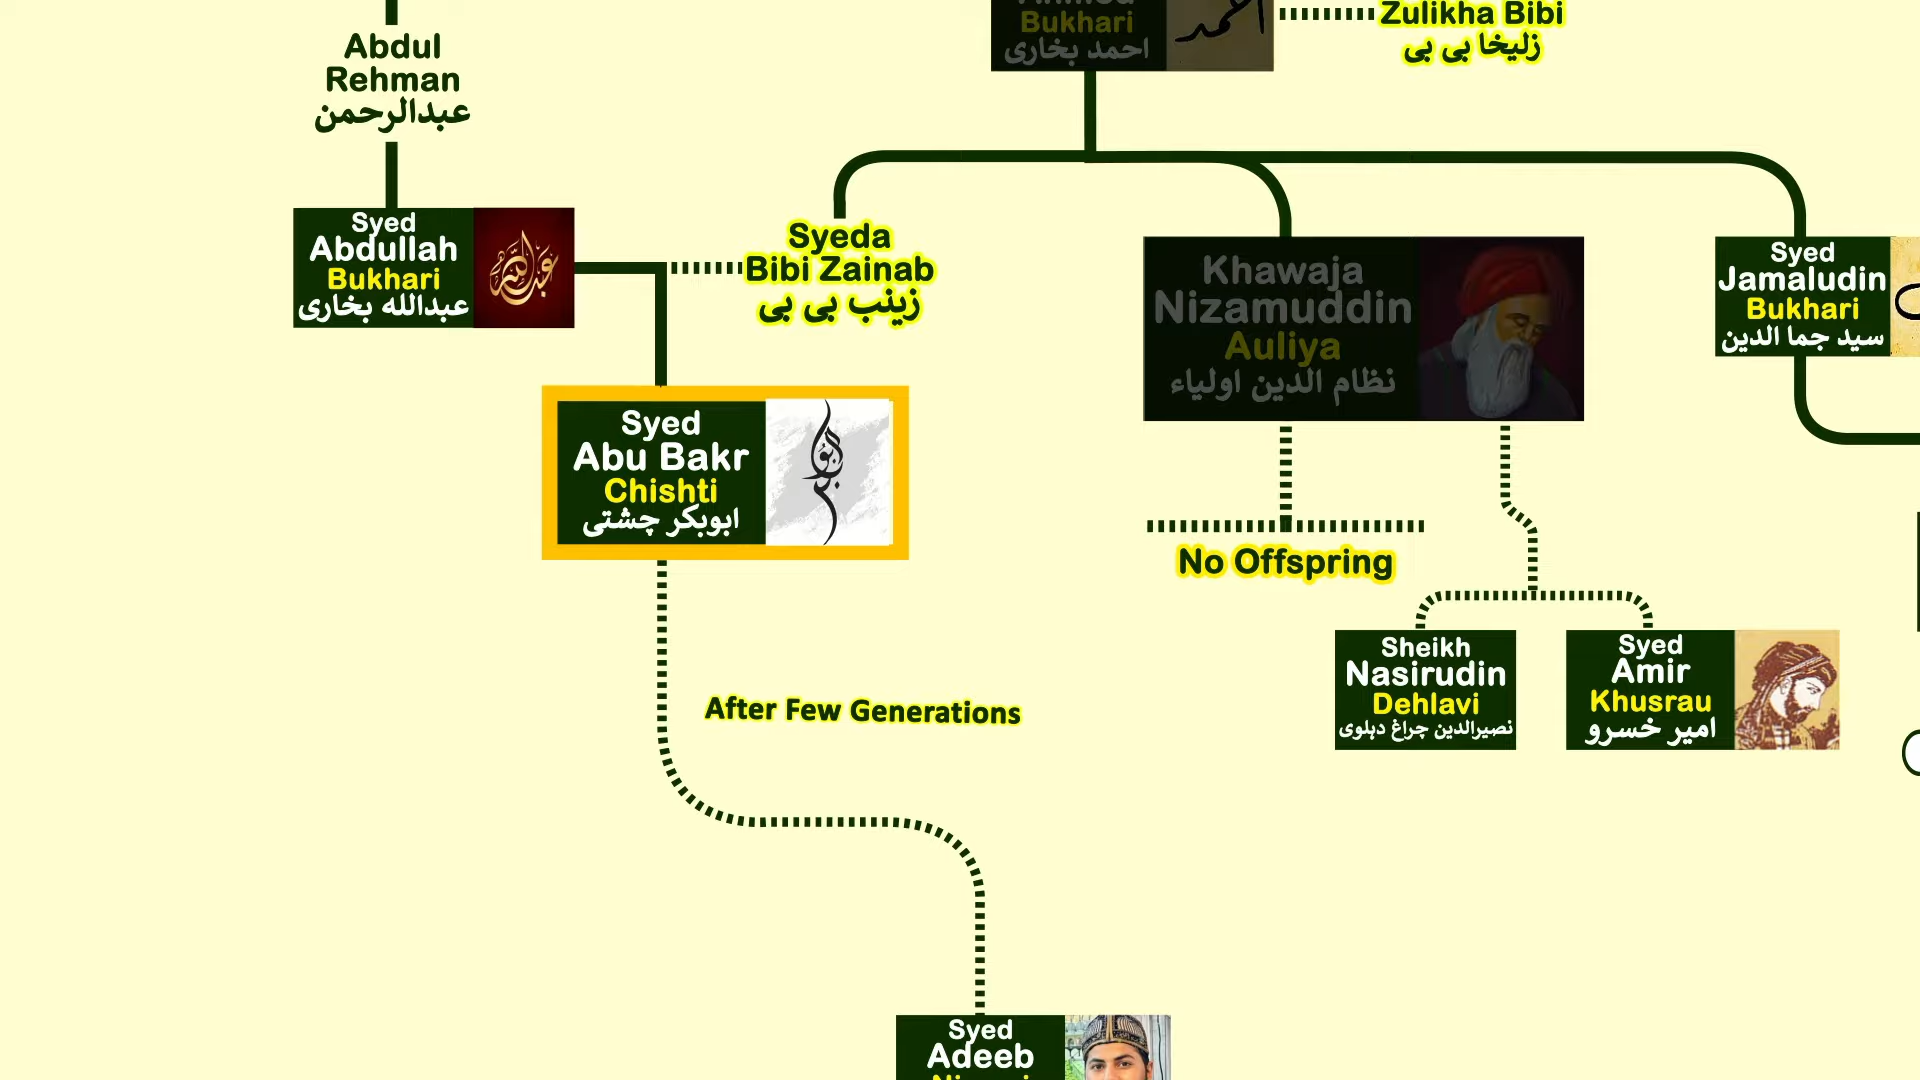 Bukhari
احمد بخاری
Zulikha Bibi
زلیخا بی بی
Abdul
Rehman
عبدالرحمن
Syed
Abdullah
Bukhari
عبدالله بخاری
Syeda
Bibi Zainab
زینب بی بی
Khawaja
Nizamuddin
Auliya
نظام الدین اولیاء
Syed
Jamaludin
Bukhari
سید جما الدین
Syed
Abu Bakr
Chishti
ابوبکر چشتی
No Offspring
Sheikh
Nasirudin
Dehlavi
نصیرالدین چراغ دہلوی
Syed
Amir
Khusrau
امیر خسرو
After Few Generations
Syed
Adeeb